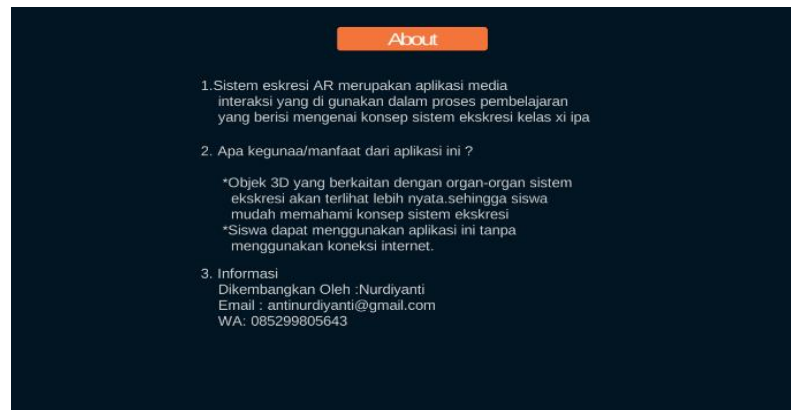 About
1.Sistem eskresi AR merupakan aplikasi media
interaksi yang di gunakan dalam proses pembelajaran
yang berisi mengenai konsep sistem ekskresi kelas xi ipa
2. Apa kegunaa/manfaat dari aplikasi ini ?
*Objek 3D yang berkaitan dengan organ-organ sistem
ekskresi akan terlihat lebih nyata.sehingga siswa
mudah memahami konsep sistem ekskresi
*Siswa dapat menggunakan aplikasi ini tanpa
menggunakan koneksi internet.
3. Informasi
Dikembangkan Oleh :Nurdiyanti
Email : antinurdiyanti@gmail.com
WA: 085299805643